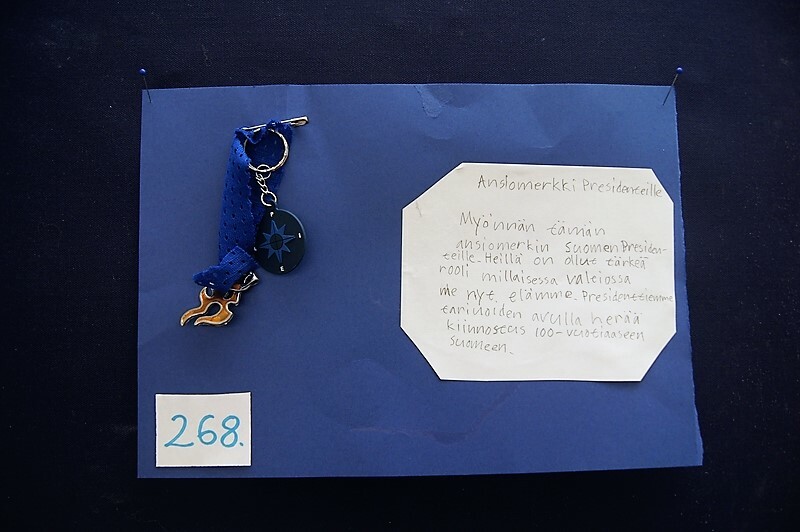 Ansiomerkki Presidenteille
Myönnän tämän
ansiomerkin Suomen Presiden-
teille. Heillä on ollut tärkeä
rooli millaisessa valtiossa
me nyt elämme. Presidenttiemme
tarinoiden avulla herää
kiinnostus 100-vuotiaaseen
Suomeen.
268.